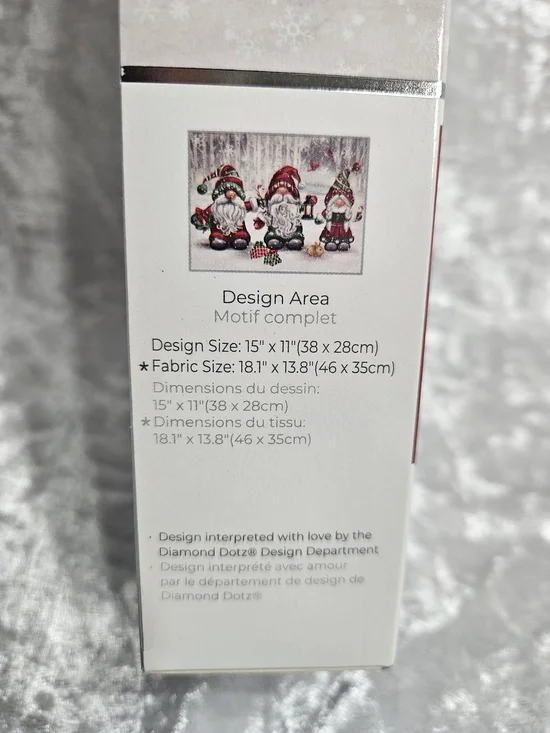 Design Area
Motif complet
Design Size: 15" x 11"(38 x 28cm)
*Fabric Size: 18.1" x 13.8"(46 x 35cm)
Dimensions du dessin:
15" x 11"(38 x 28cm)
*Dimensions du tissu:
18.1" x 13.8"(46 x 35cm)
· Design interpreted with love by the
Diamond Dotz® Design Department
· Design interprété avec amour
par le département de design de
Diamond Dotz®